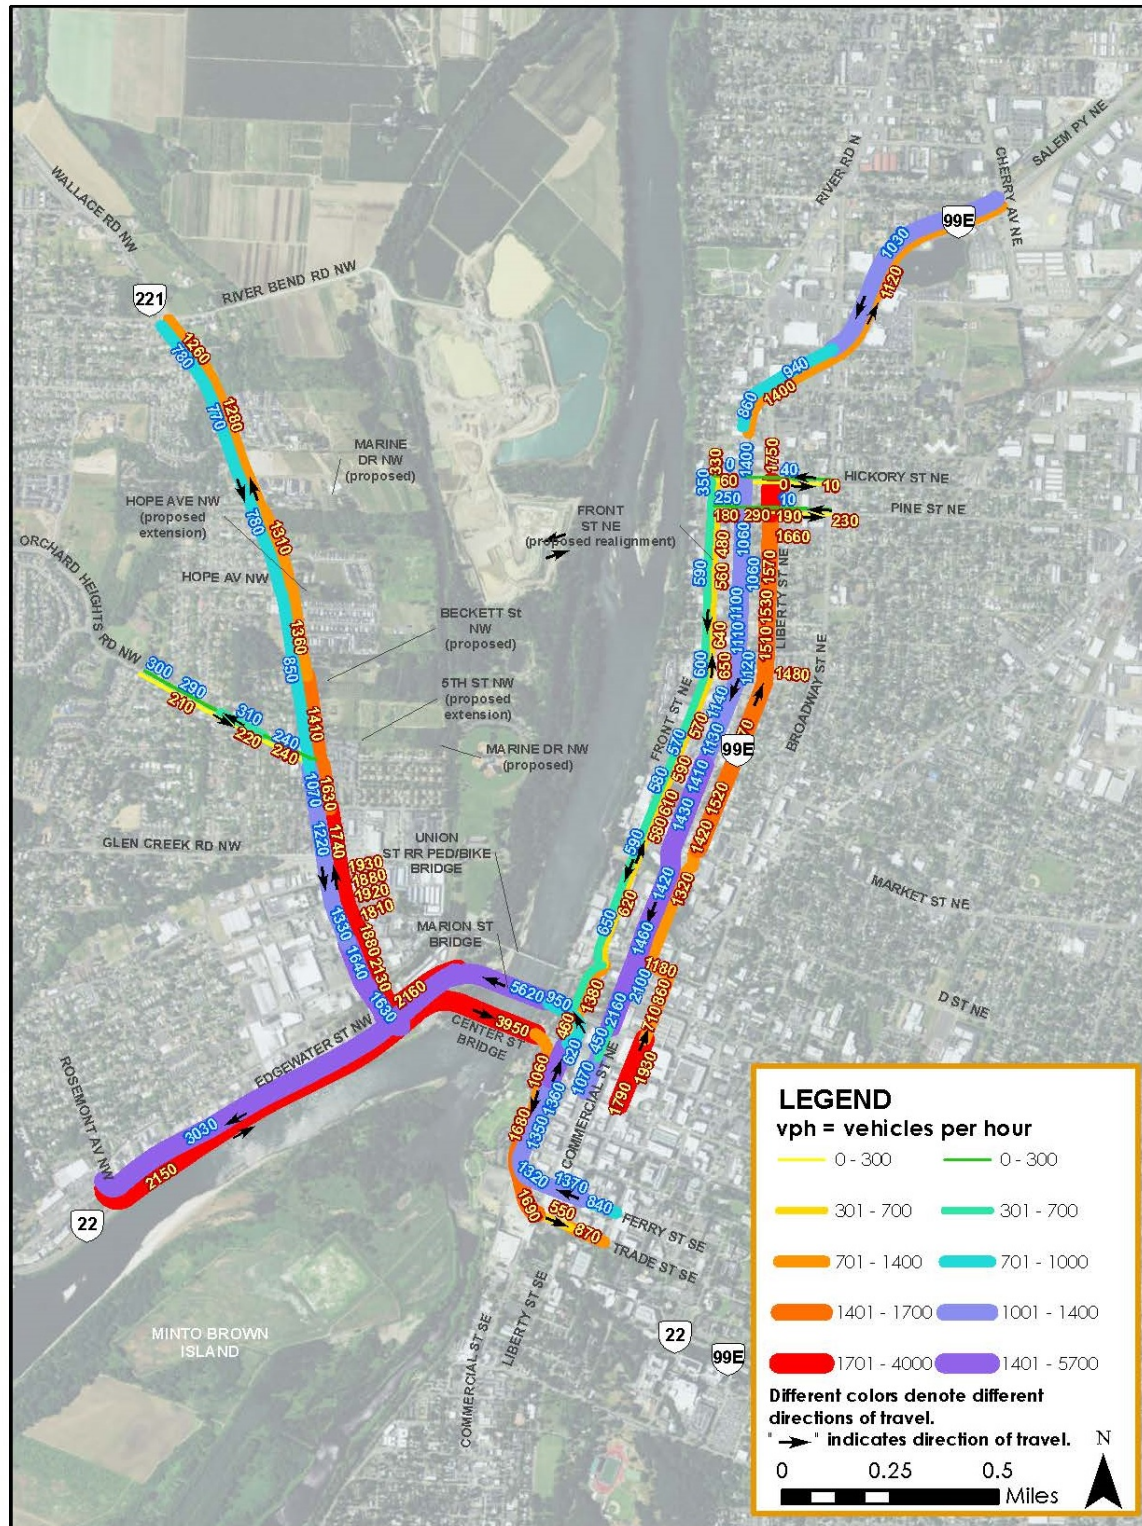 SALEM PY NE
CHERRY AV NE
RIVER RD N
99E
1030
1120
WALLACE RD NW
RIVER BEND RD NW
221
1260
780
940
1400
860
770
1280
MARINE
DR NW
(proposed)
330
0
1400
1750
40
HICKORY ST NE
350
60
0
10
HOPE AVE NW
(proposed
extension)
780
1310
FRONT
ST NE
(proposed realignment)
250
10
PINE ST NE
180
290
190
230
480
1060
1660
ORCHARD HEIGHTS RD NW
HOPE AV NW
590
560
1060
1570
LIBERTY ST NE
BECKETT St
NW
(proposed)
1100
1530
1360
640
1110
1510
850
600
650
1120
1480
300
290
210
310
220
240
240
5TH ST NW
(proposed
extension)
1410
FRONT ST NE
BROADWAY ST NE
1140
570
570
1130
70
99E
MARINE DR NW
(proposed)
1070
1630
580
590
1410
610
1430
1520
GLEN CREEK RD NW
1220
1740
UNION
ST RR PED/BIKE
BRIDGE
590
580
1420
1930
1880
1920
1810
620
1420
1320
MARKET ST NE
1330
1880
MARION ST
BRIDGE
650
1460
1640
2130
1180
2100
860
1630
2160
5620
950
1380
2160
710
D ST NE
EDGEWATER ST NW
CENTER ST
BRIDGE
3950
460
620
450
1930
ROSEMONT AV NW
1060
1360
1070
1790
3030
1680
1350
COMMERCIAL ST NE
2150
1320
1370
840
22
1690
550
870
FERRY ST SE
TRADE ST SE
MINTO BROWN
ISLAND
COMMERCIAL ST SE
LIBERTY ST SE
22
99E
LEGEND
vph = vehicles per hour
0 - 300 0 - 300
301 - 700 301 - 700
701 - 1400 701 - 1000
1401 - 1700 1001 - 1400
1701 - 4000 1401 - 5700
Different colors denote different
directions of travel.
" → " indicates direction of travel.
N
0 0.25 0.5
Miles